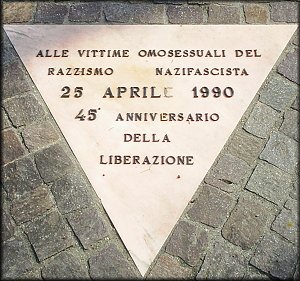 ALLE VITTIME OMOSESSUALI DEL
RAZZISMO NAZIFASCISTA
25 APRILE 1990
45° ANNIVERSARIO
DELLA
LIBERAZIONE